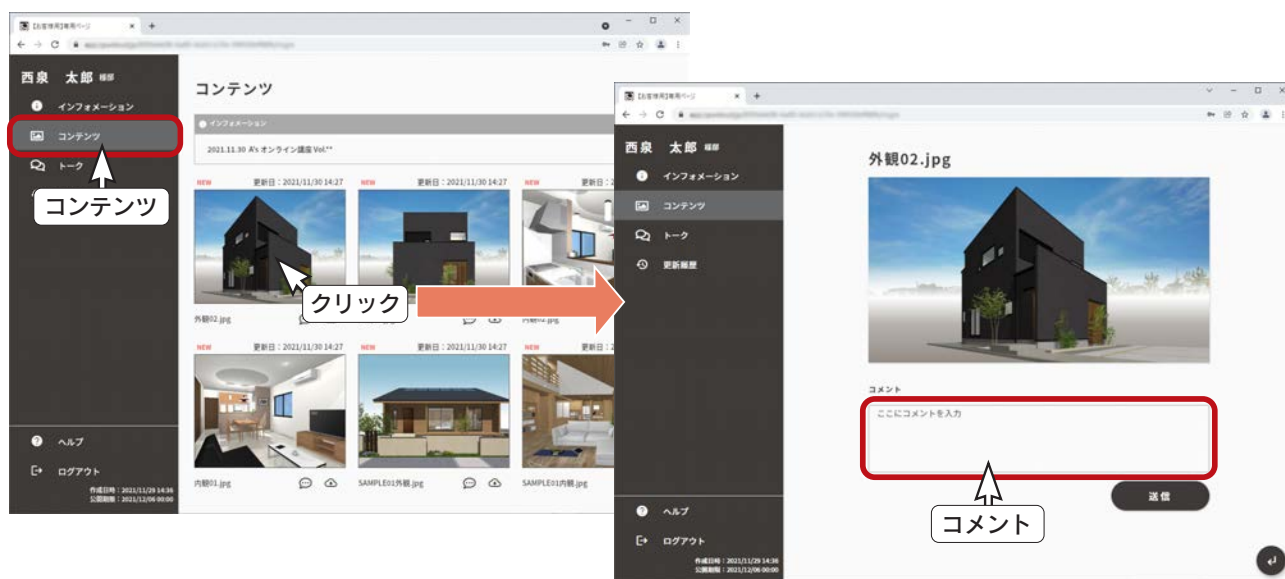 【お客様用】専用ページ
西泉 太郎 様邸
インフォメーション
コンテンツ
トーク
コンテンツ
ヘルプ
ログアウト
作成日時：2021/11/29 14:36
公開期限：2021/12/06 00:00
コンテンツ
インフォメーション
2021.11.30 A's オンライン講座 Vol.**
NEW 更新日：2021/11/30 14:27
NEW 更新日：2021/11/30 14:27
NEW 更新日：2
クリック
外観02.jpg
内観02.jpg
NEW 更新日：2021/11/30 14:27
NEW 更新日：2021/11/30 14:27
NEW 更新日：2
内観01.jpg
SAMPLE01外観.jpg
SAMPLE01内観.jpg
【お客様用】専用ページ
西泉 太郎 様邸
インフォメーション
コンテンツ
トーク
更新履歴
ヘルプ
ログアウト
作成日時：2021/11/29 14:36
公開期限：2021/12/06 00:00
外観02.jpg
コメント
ここにコメントを入力
コメント
送信